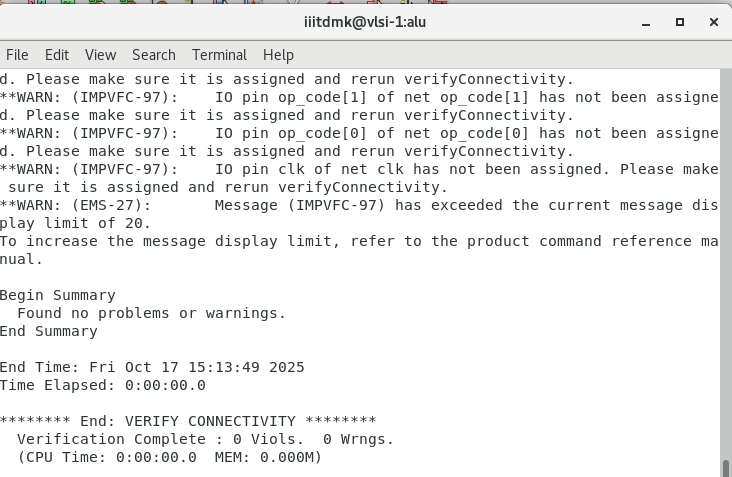 iiitdmk@vlsi-1:alu
File Edit View Search Terminal Help
d. Please make sure it is assigned and rerun verifyConnectivity.
**WARN: (IMPVFC-97):    IO pin op_code[1] of net op_code[1] has not been assigne
d. Please make sure it is assigned and rerun verifyConnectivity.
**WARN: (IMPVFC-97):    IO pin op_code[0] of net op_code[0] has not been assigne
d. Please make sure it is assigned and rerun verifyConnectivity.
**WARN: (IMPVFC-97):    IO pin clk of net clk has not been assigned. Please make
 sure it is assigned and rerun verifyConnectivity.
**WARN: (EMS-27):       Message (IMPVFC-97) has exceeded the current message dis
play limit of 20.
To increase the message display limit, refer to the product command reference ma
nual.
Begin Summary
  Found no problems or warnings.
End Summary
End Time: Fri Oct 17 15:13:49 2025
Time Elapsed: 0:00:00.0
******** End: VERIFY CONNECTIVITY ********
  Verification Complete : 0 Viols.  0 Wrngs.
  (CPU Time: 0:00:00.0  MEM: 0.000M)